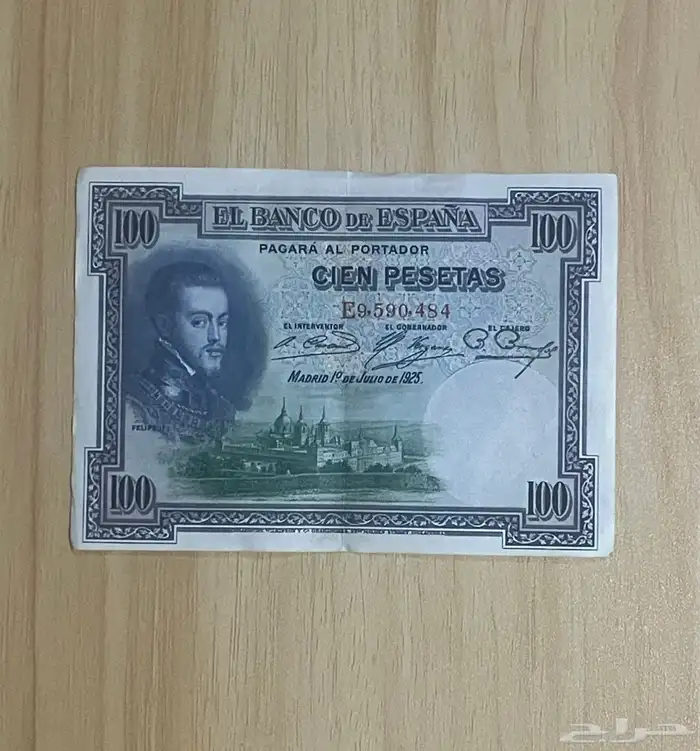 EL BANCO DE ESPAÑA
100 100
PAGARÁ AL PORTADOR
CIEN PESETAS
E9,590,484
EL INTERVENTOR EL GOBERNADOR EL CAJERO
MADRID 1º DE JULIO DE 1925.
100 100
حراج